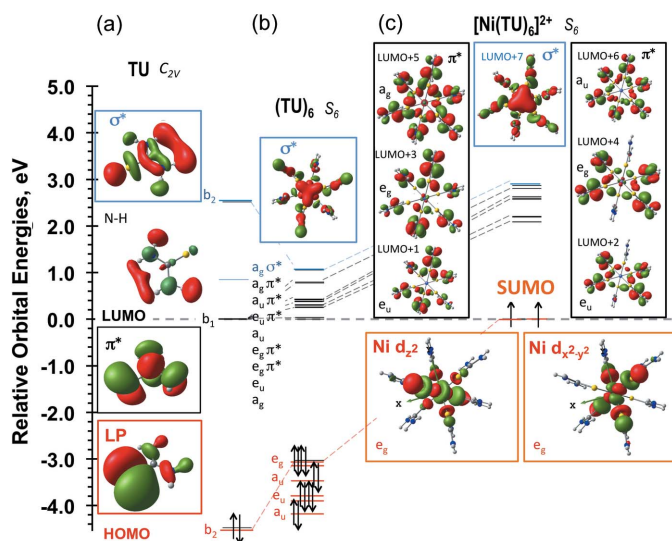 (a)
(b)
(c)
[Ni(TU)6]2+ S6
TU C2V
(TU)6 S6
Relative Orbital Energies, eV
5.0
4.0
3.0
2.0
1.0
0.0
-1.0
-2.0
-3.0
-4.0
σ*
b2
N-H
LUMO
b1
π*
LP
HOMO
b2
σ*
ag σ*
ag π*
au π*
eu π*
au
eg π*
eg π*
eu
ag
eg
au
eu
au
LUMO+5
π*
ag
LUMO+3
eg
LUMO+1
eu
LUMO+7
σ*
LUMO+6
π*
au
LUMO+4
eg
LUMO+2
eu
SUMO
Ni dz2
x
eg
Ni dx2-y2
x
eg